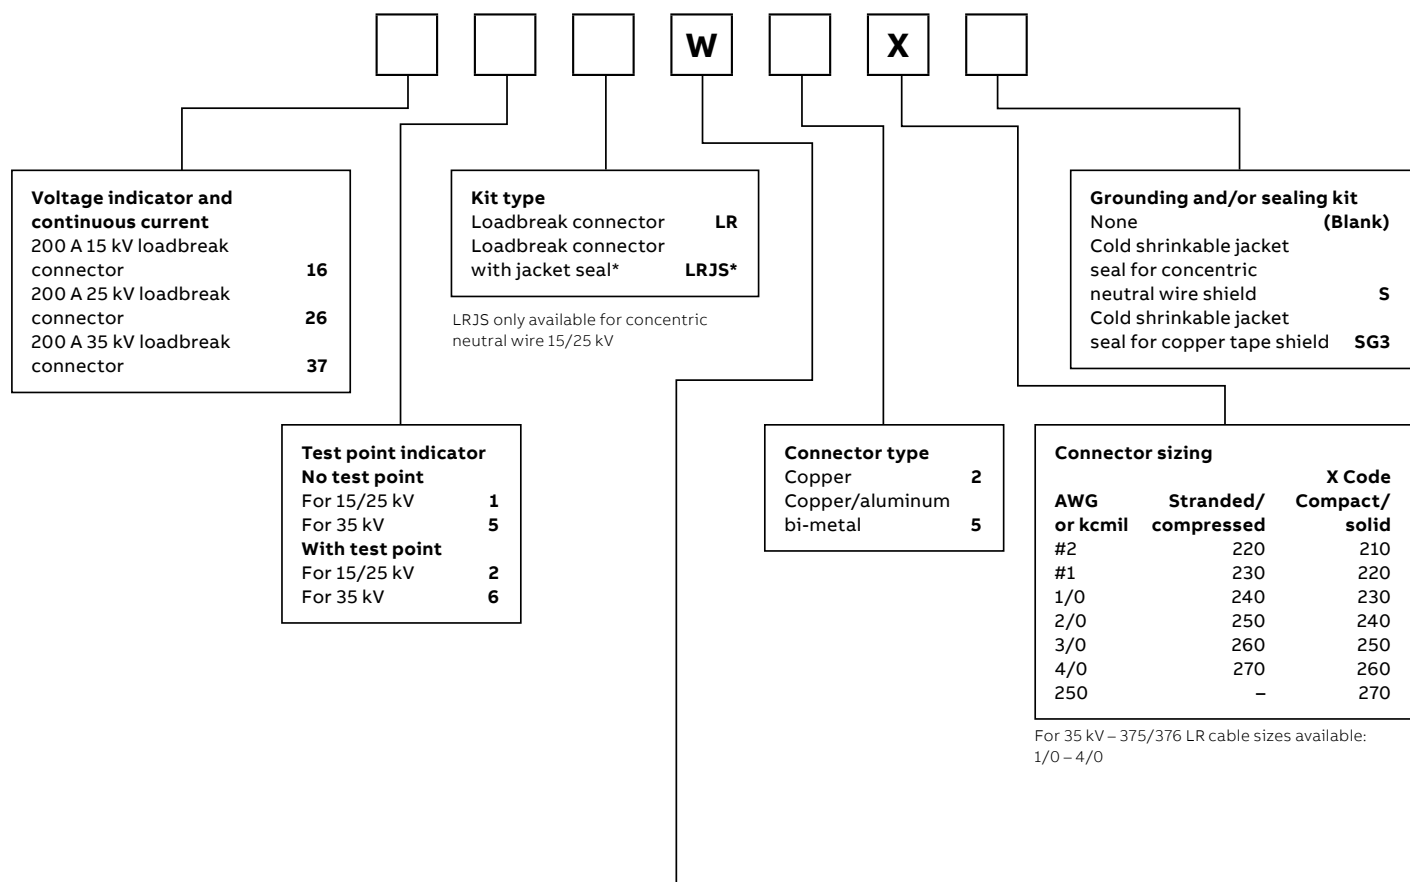 W X
Voltage indicator and
continuous current
200 A 15 kV loadbreak
connector 16
200 A 25 kV loadbreak
connector 26
200 A 35 kV loadbreak
connector 37
Kit type
Loadbreak connector LR
Loadbreak connector
with jacket seal* LRJS*
LRJS only available for concentric
neutral wire 15/25 kV
Grounding and/or sealing kit
None (Blank)
Cold shrinkable jacket
seal for concentric
neutral wire shield S
Cold shrinkable jacket
seal for copper tape shield SG3
Test point indicator
No test point
For 15/25 kV 1
For 35 kV 5
With test point
For 15/25 kV 2
For 35 kV 6
Connector type
Copper 2
Copper/aluminum
bi-metal 5
Connector sizing
X Code
AWG Stranded/ Compact/
or kcmil compressed solid
#2 220 210
#1 230 220
1/0 240 230
2/0 250 240
3/0 260 250
4/0 270 260
250 – 270
For 35 kV – 375/376 LR cable sizes available:
1/0 – 4/0